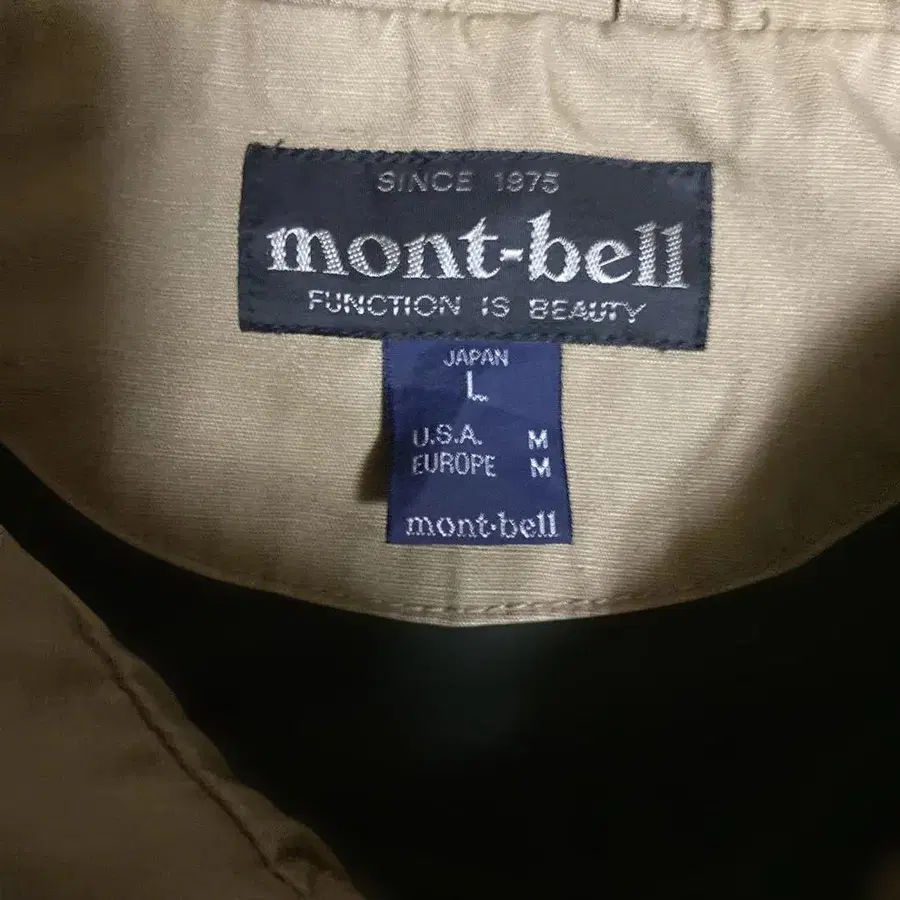 SINCE 1975
mont-bell
FUNCTION IS BEAUTY
JAPAN
L
U.S.A. M
EUROPE M
mont·bell